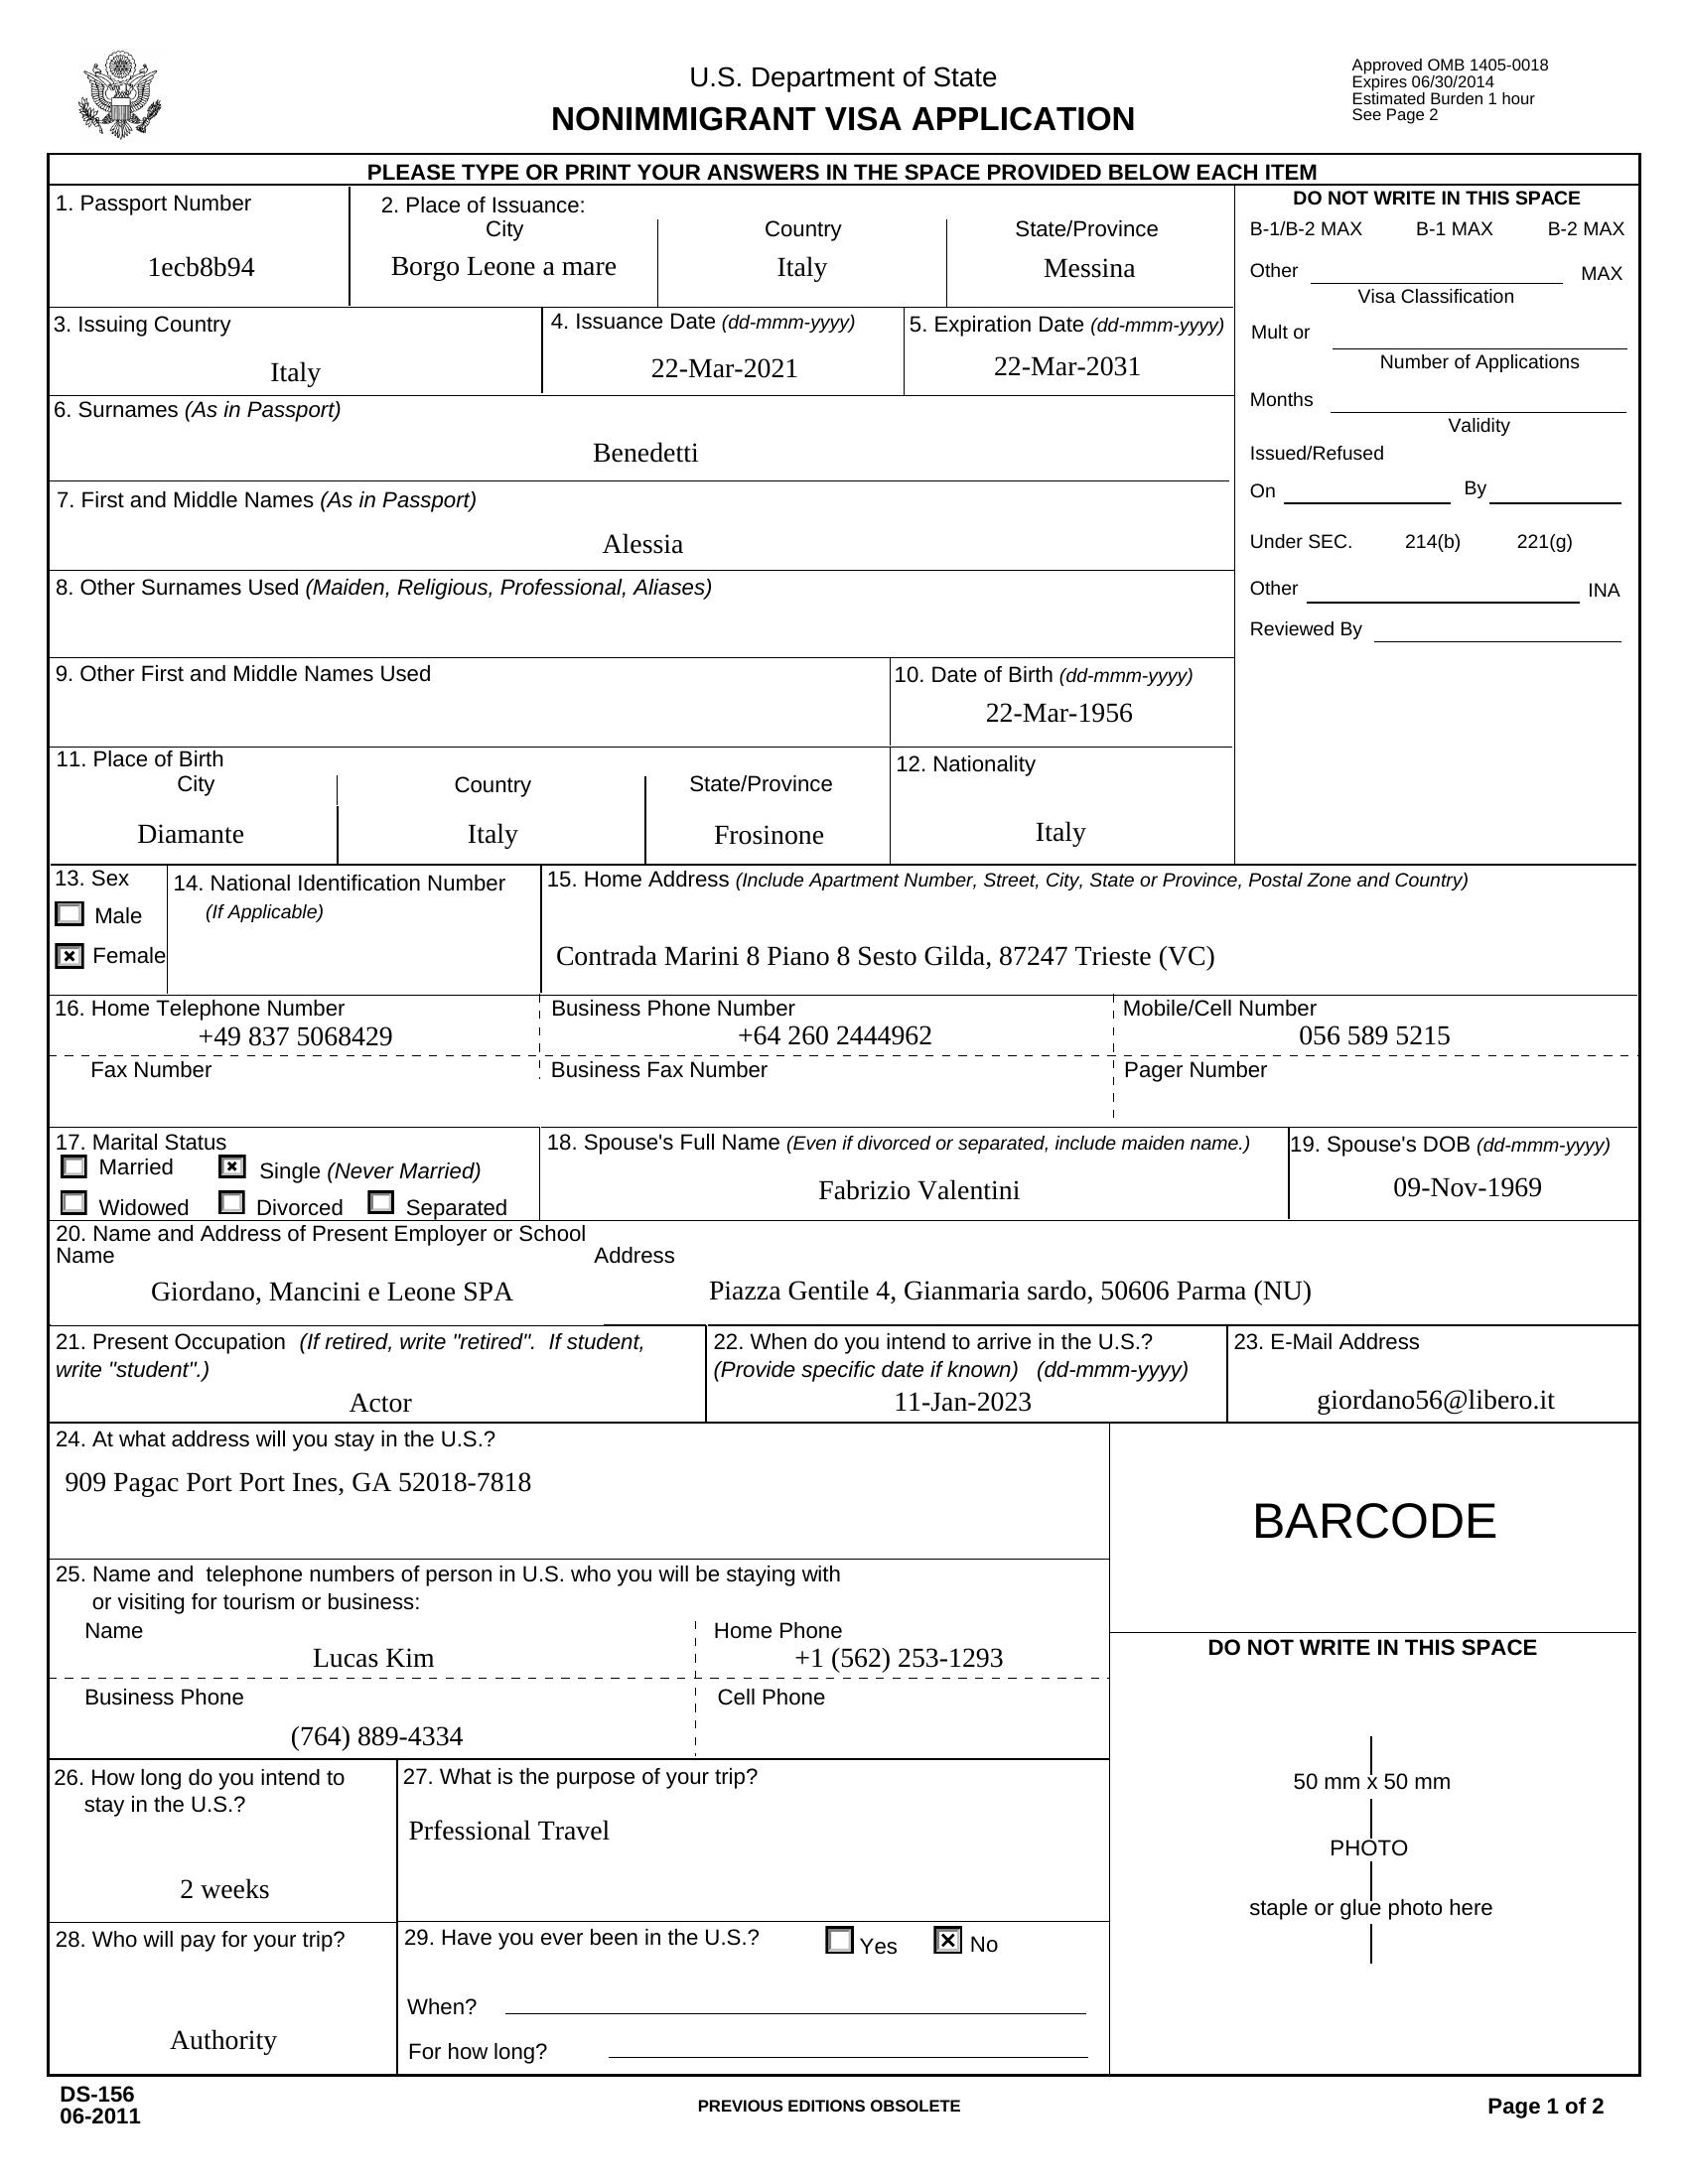 U.S. Department of State
NONIMMIGRANT VISA APPLICATION
Approved OMB 1405-0018
Expires 06/30/2014
Estimated Burden 1 hour
See Page 2
PLEASE TYPE OR PRINT YOUR ANSWERS IN THE SPACE PROVIDED BELOW EACH ITEM
1. Passport Number
1ecb8b94
2. Place of Issuance:
City Country State/Province
Borgo Leone a mare Italy Messina
DO NOT WRITE IN THIS SPACE
B-1/B-2 MAX B-1 MAX B-2 MAX
Other MAX
Visa Classification
Mult or
Number of Applications
Months
Validity
Issued/Refused
On By
Under SEC. 214(b) 221(g)
Other INA
Reviewed By
3. Issuing Country
Italy
4. Issuance Date (dd-mmm-yyyy)
22-Mar-2021
5. Expiration Date (dd-mmm-yyyy)
22-Mar-2031
6. Surnames (As in Passport)
Benedetti
7. First and Middle Names (As in Passport)
Alessia
8. Other Surnames Used (Maiden, Religious, Professional, Aliases)
9. Other First and Middle Names Used
10. Date of Birth (dd-mmm-yyyy)
22-Mar-1956
11. Place of Birth
City Country State/Province
Diamante Italy Frosinone
12. Nationality
Italy
13. Sex
Male
Female
14. National Identification Number
(If Applicable)
15. Home Address (Include Apartment Number, Street, City, State or Province, Postal Zone and Country)
Contrada Marini 8 Piano 8 Sesto Gilda, 87247 Trieste (VC)
16. Home Telephone Number
+49 837 5068429
Business Phone Number
+64 260 2444962
Mobile/Cell Number
056 589 5215
Fax Number
Business Fax Number
Pager Number
17. Marital Status
Married Single (Never Married)
Widowed Divorced Separated
18. Spouse's Full Name (Even if divorced or separated, include maiden name.)
Fabrizio Valentini
19. Spouse's DOB (dd-mmm-yyyy)
09-Nov-1969
20. Name and Address of Present Employer or School
Name Address
Giordano, Mancini e Leone SPA Piazza Gentile 4, Gianmaria sardo, 50606 Parma (NU)
21. Present Occupation (If retired, write "retired". If student,
write "student".)
Actor
22. When do you intend to arrive in the U.S.?
(Provide specific date if known) (dd-mmm-yyyy)
11-Jan-2023
23. E-Mail Address
giordano56@libero.it
24. At what address will you stay in the U.S.?
909 Pagac Port Port Ines, GA 52018-7818
BARCODE
25. Name and telephone numbers of person in U.S. who you will be staying with
or visiting for tourism or business:
Name
Lucas Kim
Home Phone
+1 (562) 253-1293
Business Phone
(764) 889-4334
Cell Phone
DO NOT WRITE IN THIS SPACE
50 mm x 50 mm
PHOTO
staple or glue photo here
26. How long do you intend to
stay in the U.S.?
2 weeks
27. What is the purpose of your trip?
Prfessional Travel
28. Who will pay for your trip?
Authority
29. Have you ever been in the U.S.? Yes No
When?
For how long?
DS-156
06-2011
PREVIOUS EDITIONS OBSOLETE
Page 1 of 2